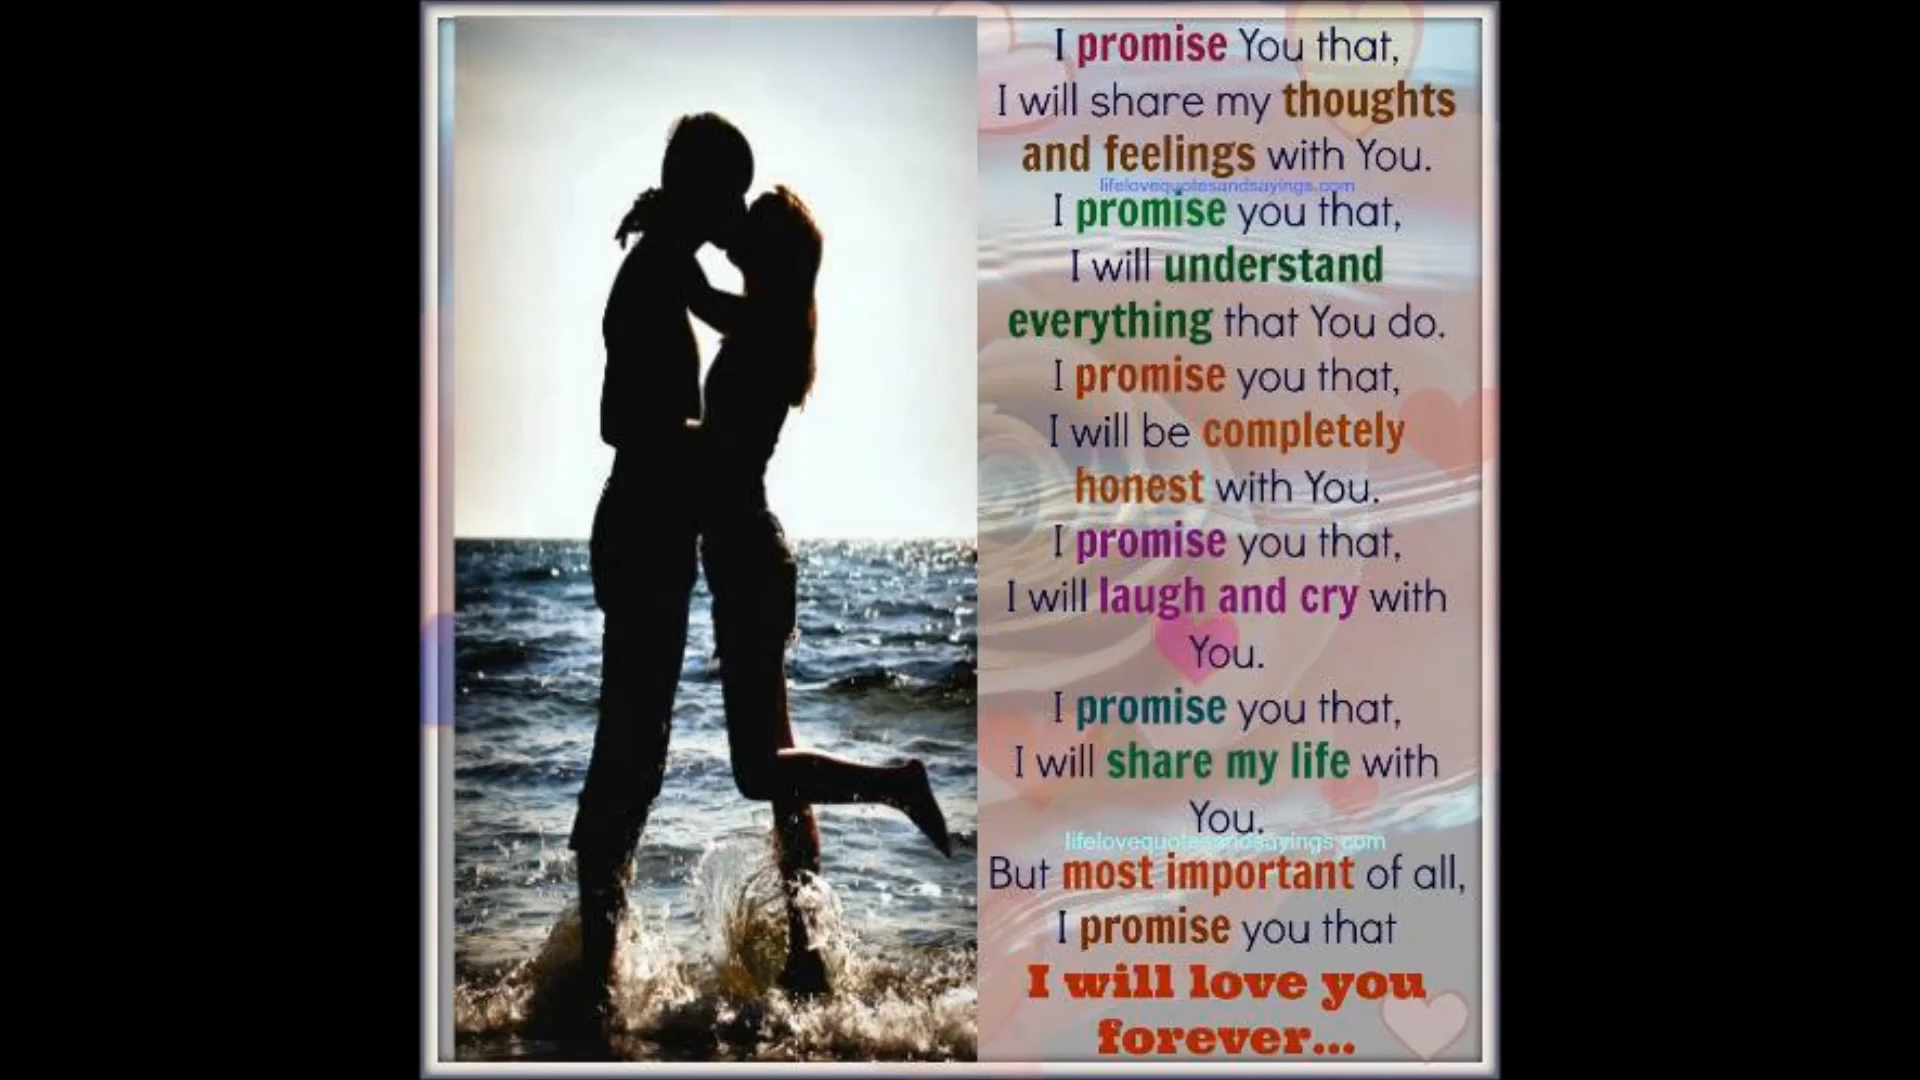 I promise You that,
I will share my thoughts
and feelings with You.
lifelovequotesandsayings.com
I promise you that,
I will understand
everything that You do.
I promise you that,
I will be completely
honest with You.
I promise you that,
I will laugh and cry with
You.
I promise you that,
I will share my life with
You.
lifelovequotesandsayings.com
But most important of all,
I promise you that
I will love you
forever...